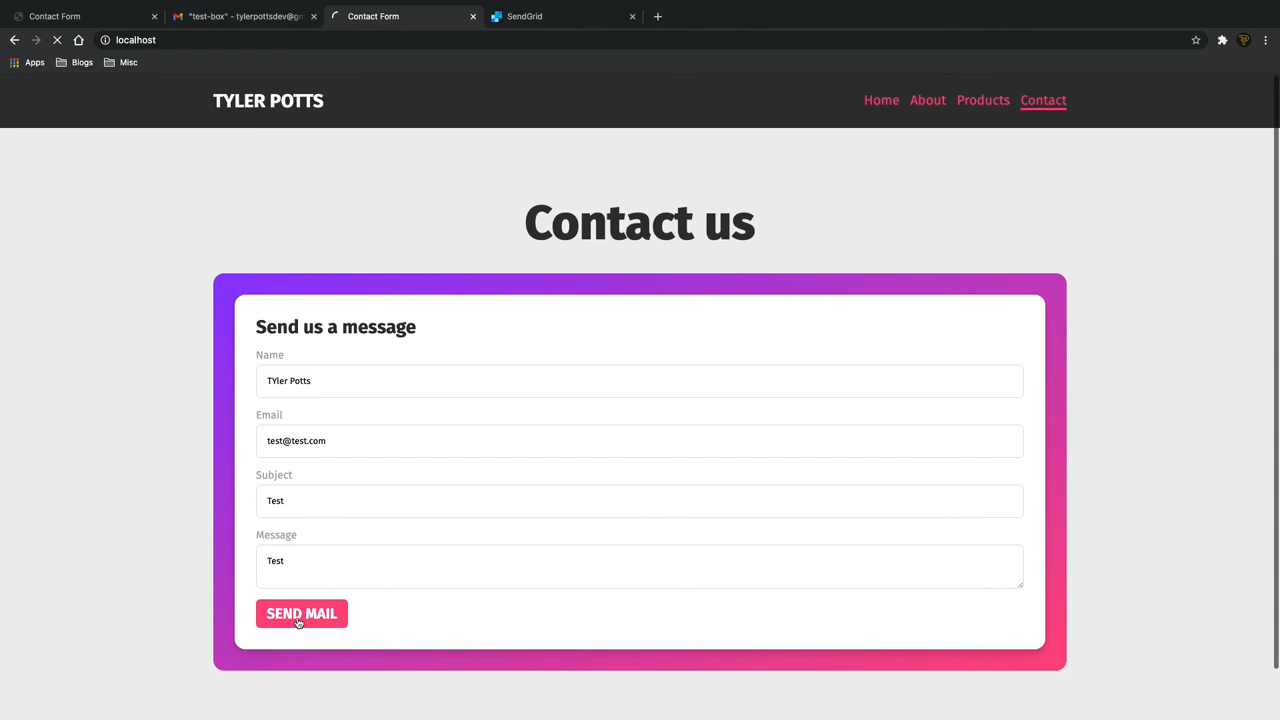 Contact Form
"test-box" - tylerpottsdev@gm
Contact Form
SendGrid
localhost
Apps
Blogs
Misc
TYLER POTTS
Home
About
Products
Contact
Contact us
Send us a message
Name
TYler Potts
Email
test@test.com
Subject
Test
Message
Test
SEND MAIL